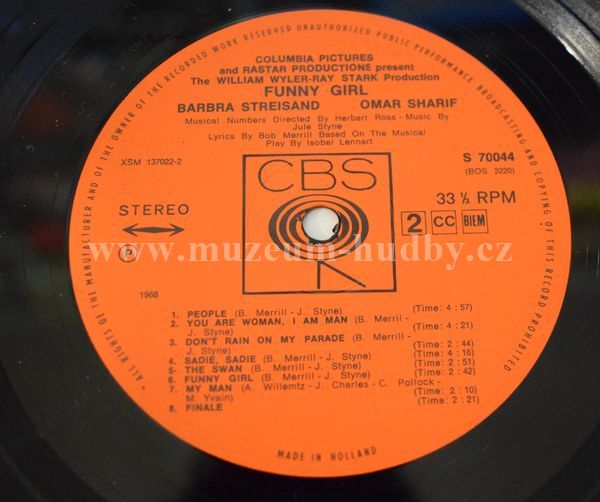 *ALL RIGHTS OF THE MANUFACTURER AND OF THE OWNER OF THE RECORDED WORK RESERVED UNAUTHORIZED PUBLIC PERFORMANCE BROADCASTING AND COPYING OF THIS RECORD PROHIBITED
COLUMBIA PICTURES
and RASTAR PRODUCTIONS present
The WILLIAM WYLER-RAY STARK Production
FUNNY GIRL
BARBRA STREISAND OMAR SHARIF
Musical Numbers Directed By Herbert Ross - Music By
Jule Styne
Lyrics By Bob Merrill Based On The Musical
Play By Isobel Lennart
XSM 137022-2
S 70044
(BOS 3220)
CBS
STEREO
33 ⅓ RPM
2 CC BIEM
www.muzeum-hudby.cz
℗
1968
1. PEOPLE (B. Merrill - J. Styne) (Time: 4 : 57)
2. YOU ARE WOMAN, I AM MAN (B. Merrill -
J. Styne) (Time: 4 : 21)
3. DON'T RAIN ON MY PARADE (B. Merrill -
J. Styne) (Time: 2 : 44)
4. SADIE, SADIE (B. Merrill - J. Styne) (Time: 4 : 16)
5. THE SWAN (B. Merrill - J. Styne) (Time: 2 : 51)
6. FUNNY GIRL (B. Merrill - J. Styne) (Time: 2 : 42)
7. MY MAN (A. Willemtz - J. Charles - C. Pollock -
M. Yvain) (Time: 2 : 10)
8. FINALE (Time: 2 : 21)
MADE IN HOLLAND